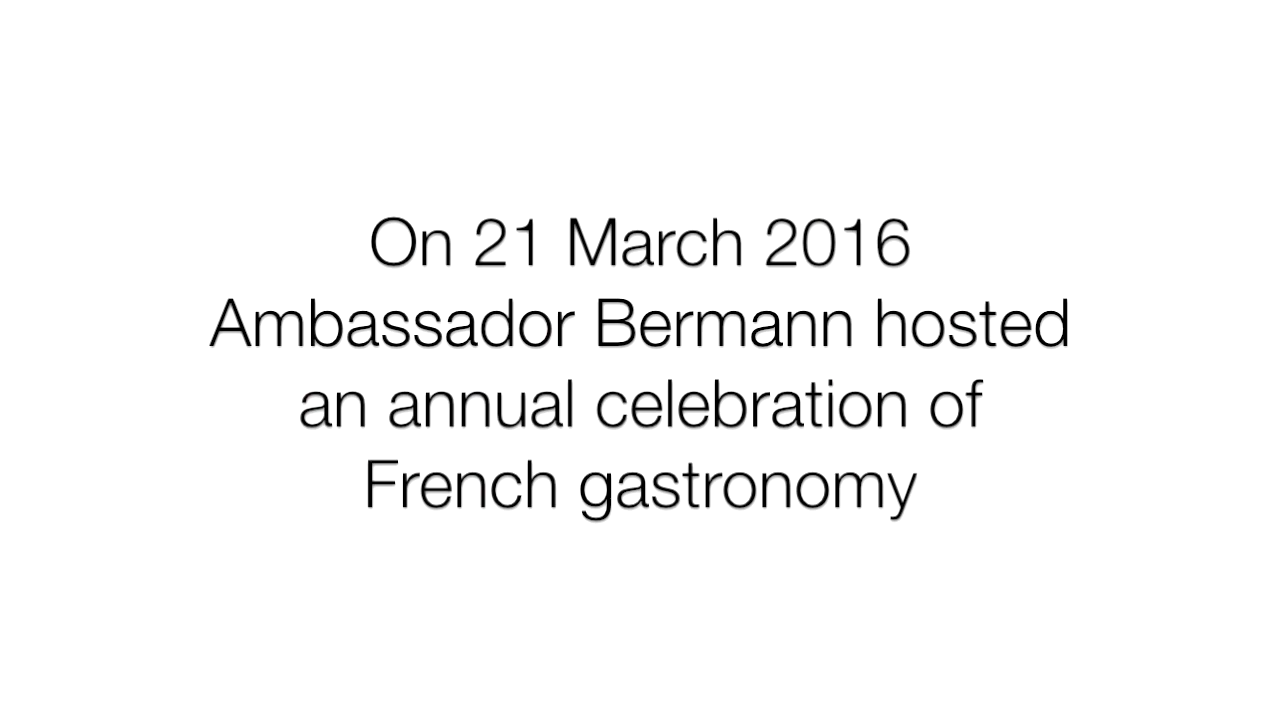 On 21 March 2016
Ambassador Bermann hosted
an annual celebration of
French gastronomy